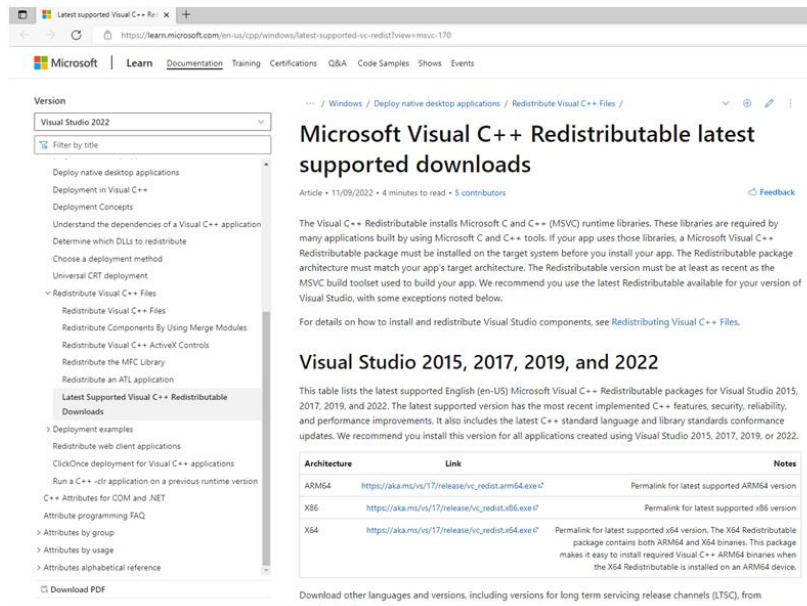 Latest supported Visual C++ Re:
https://learn.microsoft.com/en-us/cpp/windows/latest-supported-vc-redist?view=msvc-170
Microsoft | Learn Documentation Training Certifications Q&A Code Samples Shows Events
Version
Visual Studio 2022
Filter by title
Deploy native desktop applications
Deployment in Visual C++
Deployment Concepts
Understand the dependencies of a Visual C++ application
Determine which DLLs to redistribute
Choose a deployment method
Universal CRT deployment
Redistribute Visual C++ Files
Redistribute Visual C++ Files
Redistribute Components By Using Merge Modules
Redistribute Visual C++ ActiveX Controls
Redistribute the MFC Library
Redistribute an ATL application
Latest Supported Visual C++ Redistributable
Downloads
> Deployment examples
Redistribute web client applications
ClickOnce deployment for Visual C++ applications
Run a C++ -clr application on a previous runtime version
C++ Attributes for COM and .NET
Attribute programming FAQ
> Attributes by group
> Attributes by usage
> Attributes alphabetical reference
Download PDF
··· / Windows / Deploy native desktop applications / Redistribute Visual C++ Files /
Microsoft Visual C++ Redistributable latest
supported downloads
Article • 11/09/2022 • 4 minutes to read • 5 contributors
Feedback
The Visual C++ Redistributable installs Microsoft C and C++ (MSVC) runtime libraries. These libraries are required by
many applications built by using Microsoft C and C++ tools. If your app uses those libraries, a Microsoft Visual C++
Redistributable package must be installed on the target system before you install your app. The Redistributable package
architecture must match your app's target architecture. The Redistributable version must be at least as recent as the
MSVC build toolset used to build your app. We recommend you use the latest Redistributable available for your version of
Visual Studio, with some exceptions noted below.
For details on how to install and redistribute Visual Studio components, see Redistributing Visual C++ Files.
Visual Studio 2015, 2017, 2019, and 2022
This table lists the latest supported English (en-US) Microsoft Visual C++ Redistributable packages for Visual Studio 2015,
2017, 2019, and 2022. The latest supported version has the most recent implemented C++ features, security, reliability,
and performance improvements. It also includes the latest C++ standard language and library standards conformance
updates. We recommend you install this version for all applications created using Visual Studio 2015, 2017, 2019, or 2022.
Architecture Link Notes
ARM64 https://aka.ms/vs/17/release/vc_redist.arm64.exe Permalink for latest supported ARM64 version
X86 https://aka.ms/vs/17/release/vc_redist.x86.exe Permalink for latest supported x86 version
X64 https://aka.ms/vs/17/release/vc_redist.x64.exe Permalink for latest supported x64 version. The X64 Redistributable
package contains both ARM64 and X64 binaries. This package
makes it easy to install required Visual C++ ARM64 binaries when
the X64 Redistributable is installed on an ARM64 device.
Download other languages and versions, including versions for long term servicing release channels (LTSC), from